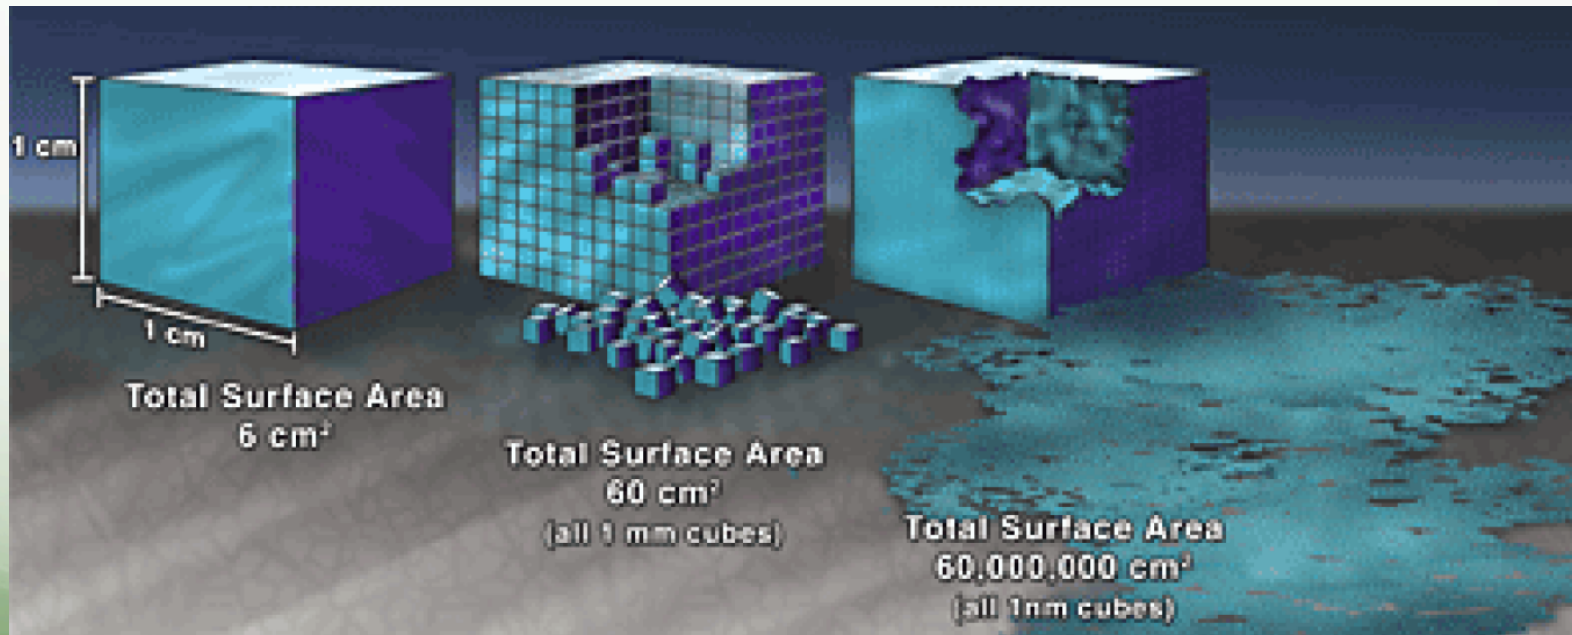 1 cm
1 cm
Total Surface Area
6 cm²
Total Surface Area
60 cm²
(all 1 mm cubes)
Total Surface Area
60,000,000 cm²
(all 1nm cubes)